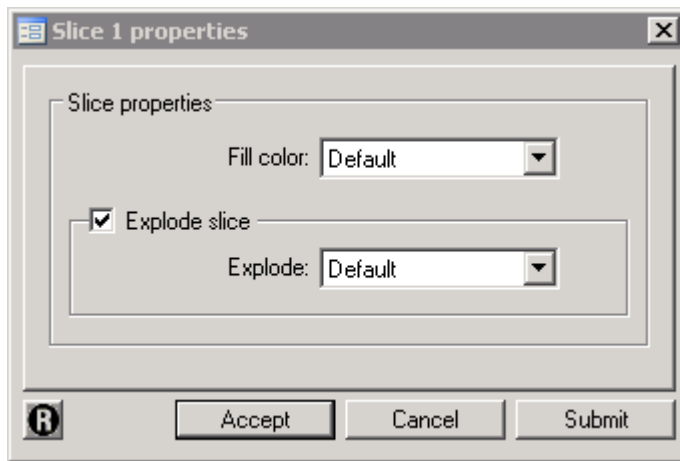 Slice 1 properties
Slice properties
Fill color: Default
Explode slice
Explode: Default
R Accept Cancel Submit